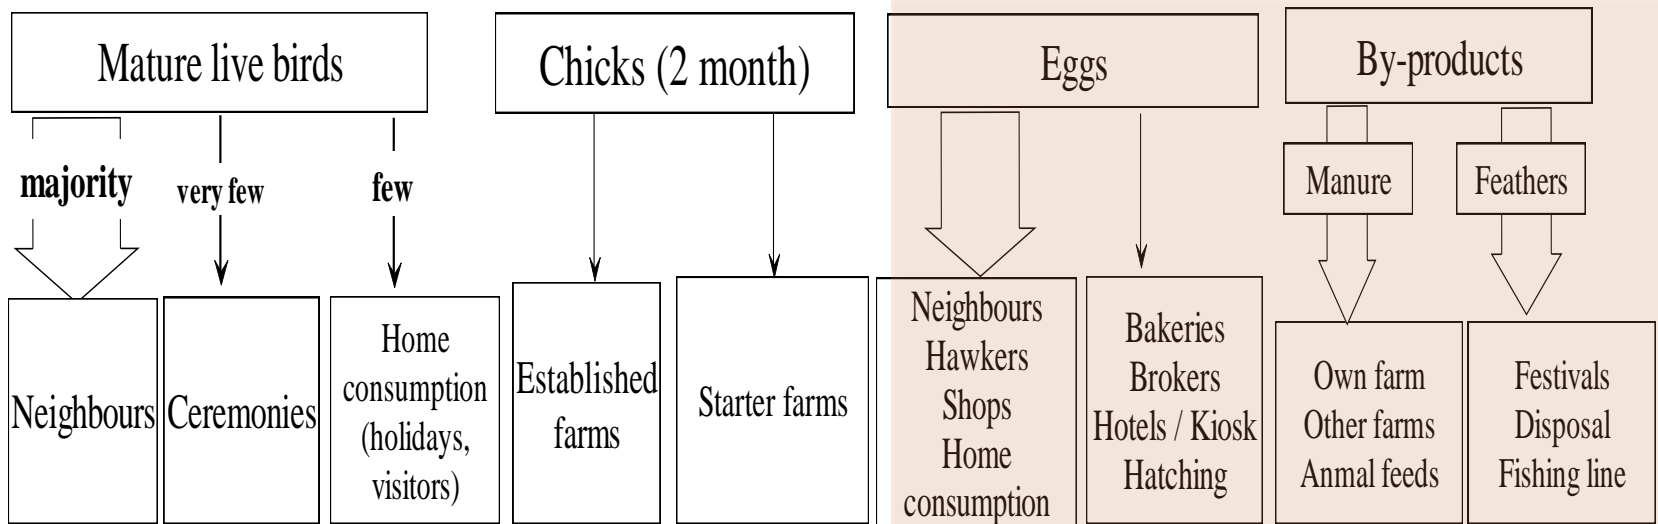 Mature live birds
Chicks (2 month)
Eggs
By-products
majority
very few
few
Manure
Feathers
Neighbours
Ceremonies
Home
consumption
(holidays,
visitors)
Established
farms
Starter farms
Neighbours
Hawkers
Shops
Home
consumption
Bakeries
Brokers
Hotels / Kiosk
Hatching
Own farm
Other farms
Anmal feeds
Festivals
Disposal
Fishing line